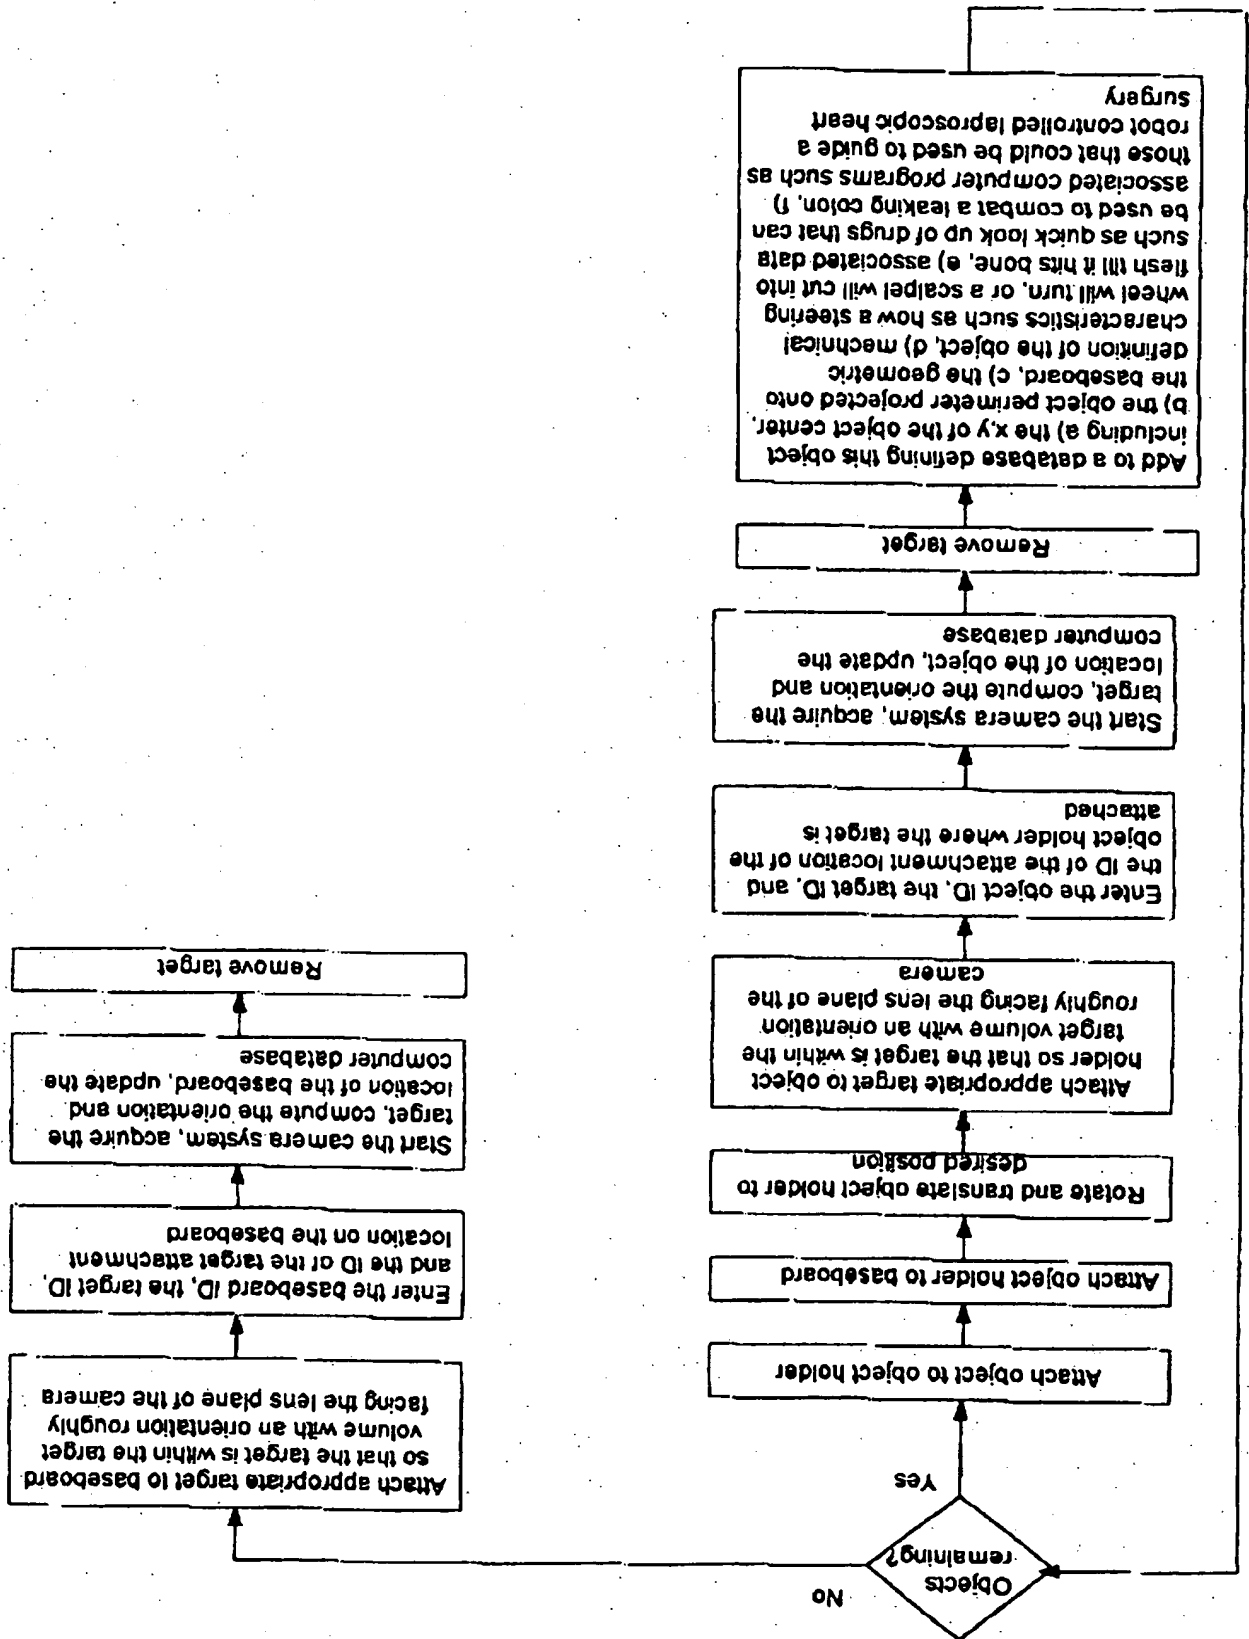 Objects
remaining?
Yes
No
Attach object to object holder
Attach object holder to baseboard
Rotate and translate object holder to
desired position
Attach appropriate target to object
holder so that the target is within the
target volume with an orientation
roughly facing the lens plane of the
camera
Enter the object ID, the target ID, and
the ID of the attachment location of the
object holder where the target is
attached
Start the camera system, acquire the
target, compute the orientation and
location of the object, update the
computer database
Remove target
Add to a database defining this object
including a) the x,y of the object center,
b) the object perimeter projected onto
the baseboard, c) the geometric
definition of the object, d) mechnical
characteristics such as how a steering
wheel will turn, or a scalpel will cut into
flesh till it hits bone, e) associated data
such as quick look up of drugs that can
be used to combat a leaking colon, f)
associated computer programs such as
those that could be used to guide a
robot controlled laproscopic heart
surgery
Attach appropriate target to baseboard
so that the target is within the target
volume with an orientation roughly
facing the lens plane of the camera
Enter the baseboard ID, the target ID,
and the ID or the target attachment
location on the baseboard
Start the camera system, acquire the
target, compute the orientation and
location of the baseboard, update the
computer database
Remove target